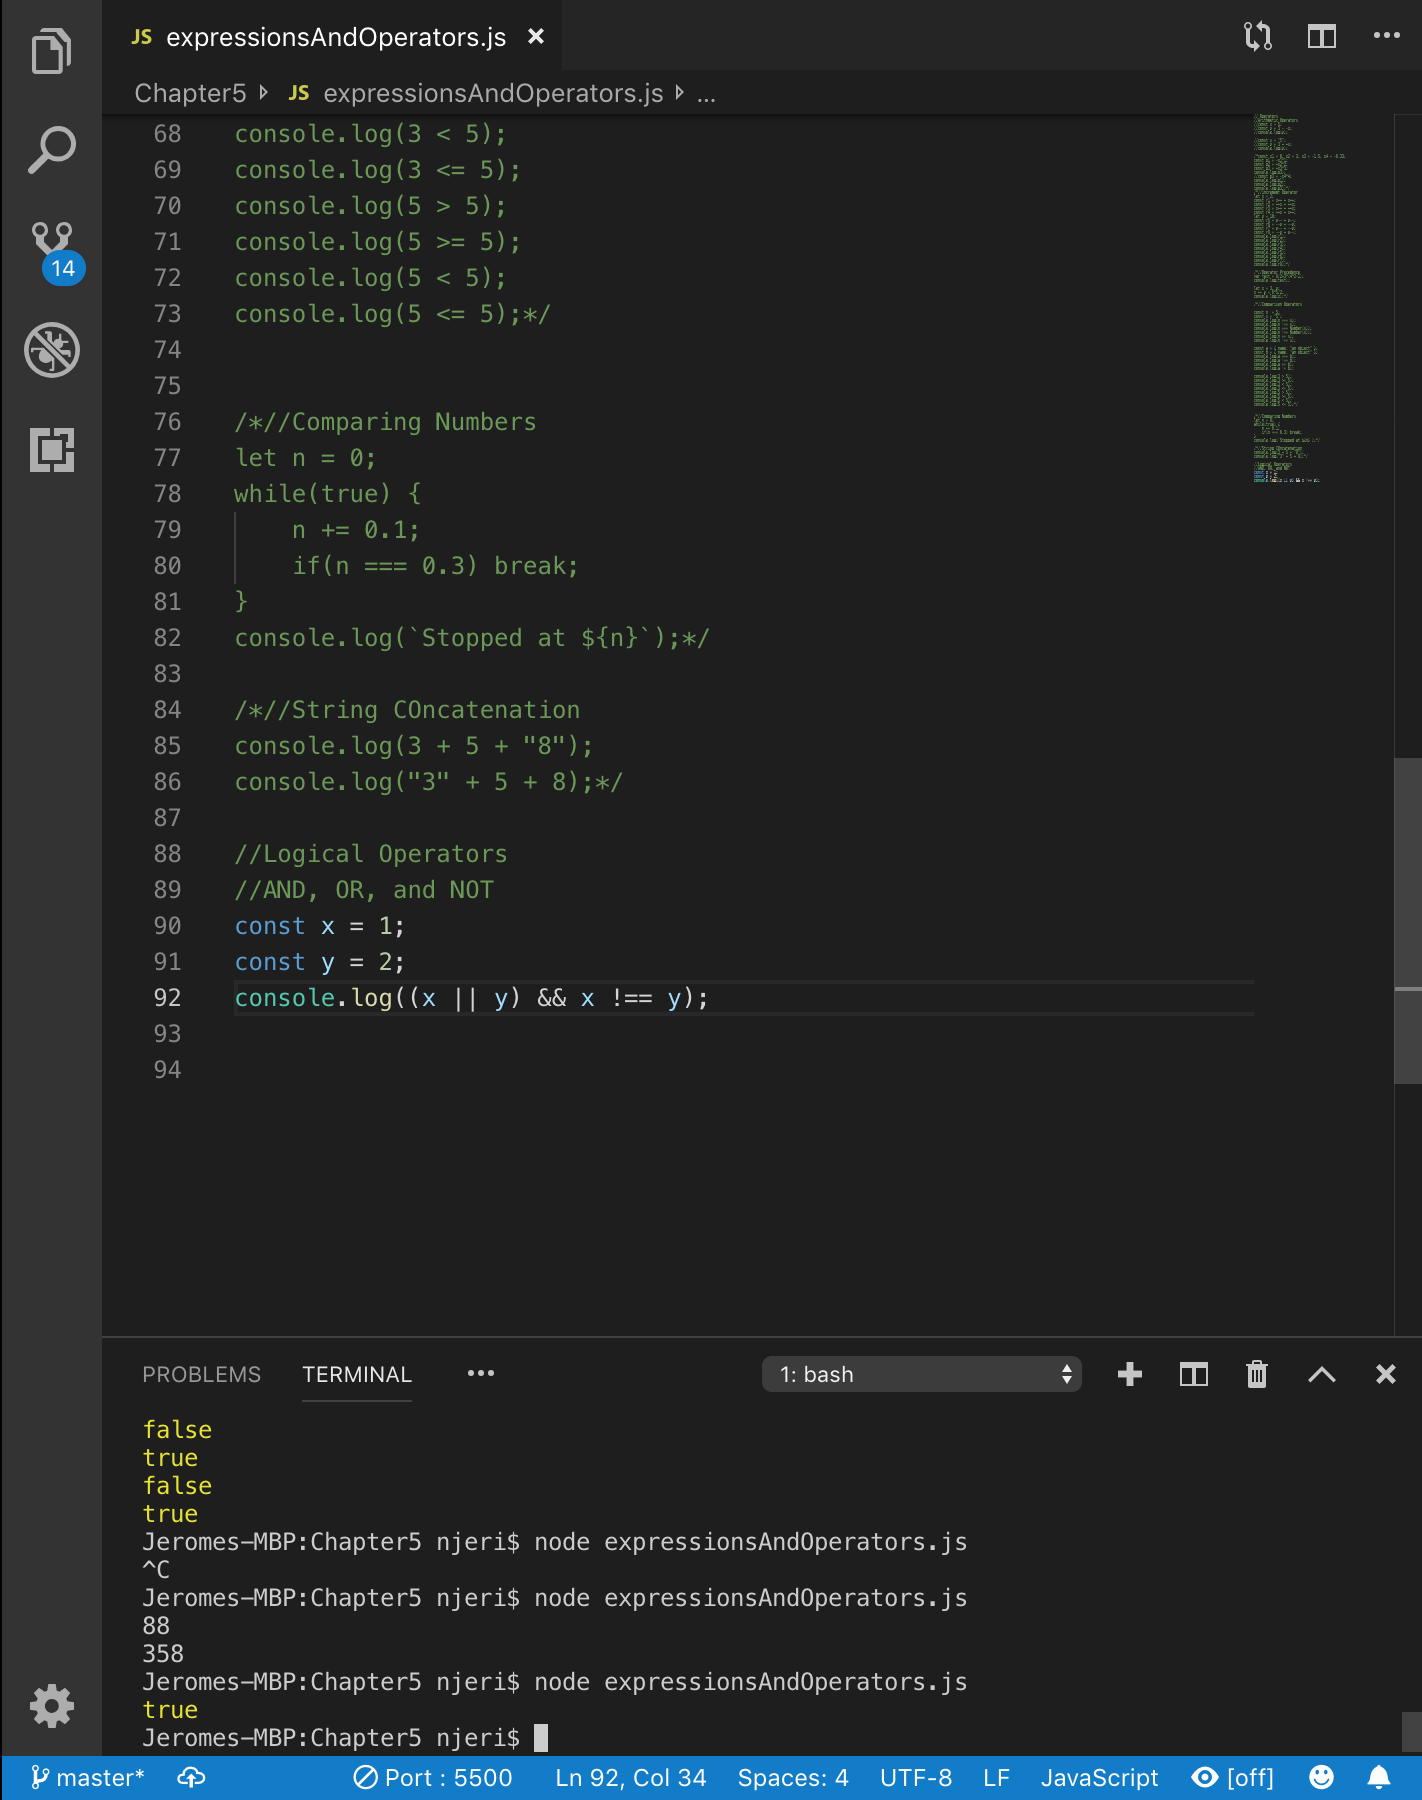 JS expressionsAndOperators.js ×
Chapter5 JS expressionsAndOperators.js ...
68 console.log(3 < 5);
69 console.log(3 <= 5);
70 console.log(5 > 5);
71 console.log(5 >= 5);
72 console.log(5 < 5);
73 console.log(5 <= 5);*/
74
75
76 /*//Comparing Numbers
77 let n = 0;
78 while(true) {
79     n += 0.1;
80     if(n === 0.3) break;
81 }
82 console.log(`Stopped at ${n}`);*/
83
84 /*//String COncatenation
85 console.log(3 + 5 + "8");
86 console.log("3" + 5 + 8);*/
87
88 //Logical Operators
89 //AND, OR, and NOT
90 const x = 1;
91 const y = 2;
92 console.log((x || y) && x !== y);
93
94
14
PROBLEMS TERMINAL ... 1: bash
false
true
false
true
Jeromes-MBP:Chapter5 njeri$ node expressionsAndOperators.js
^C
Jeromes-MBP:Chapter5 njeri$ node expressionsAndOperators.js
88
358
Jeromes-MBP:Chapter5 njeri$ node expressionsAndOperators.js
true
Jeromes-MBP:Chapter5 njeri$
master* Port : 5500 Ln 92, Col 34 Spaces: 4 UTF-8 LF JavaScript [off]